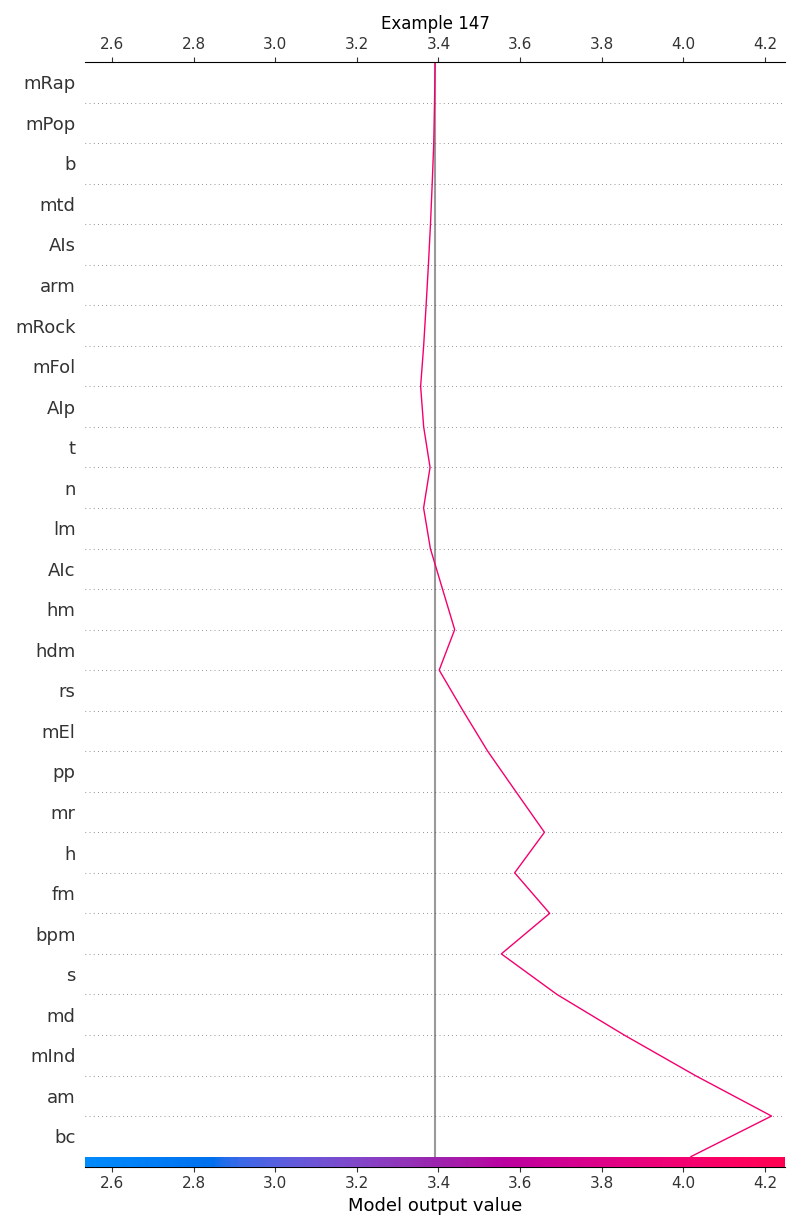 Example 147
2.6 2.8 3.0 3.2 3.4 3.6 3.8 4.0 4.2
mRap
mPop
b
mtd
AIs
arm
mRock
mFol
AIp
t
n
lm
AIc
hm
hdm
rs
mEl
pp
mr
h
fm
bpm
s
md
mInd
am
bc
2.6 2.8 3.0 3.2 3.4 3.6 3.8 4.0 4.2
Model output value